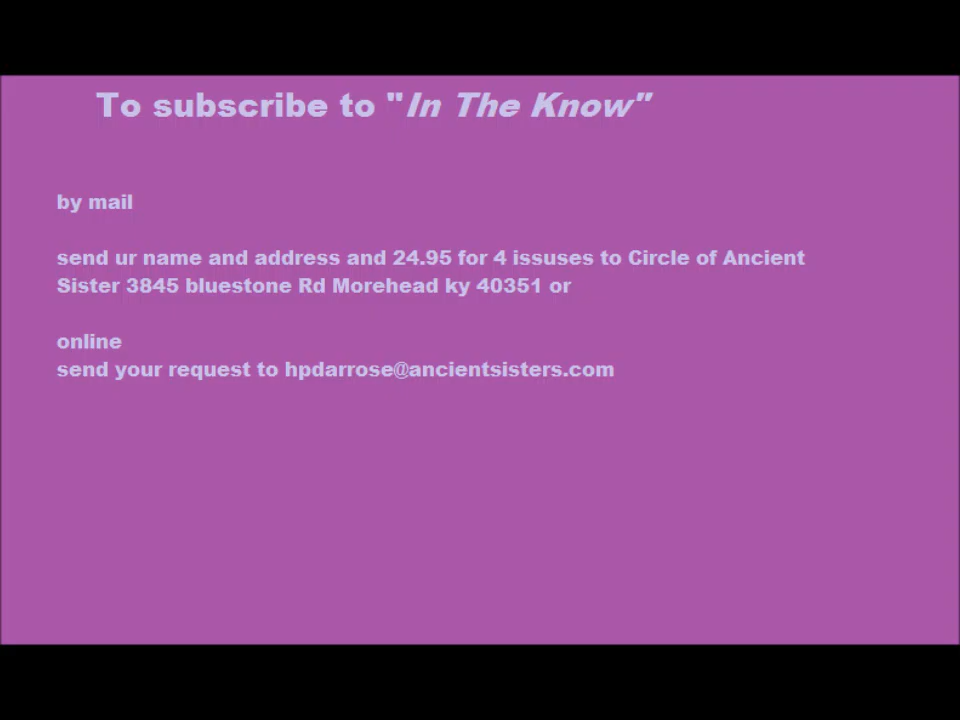 To subscribe to "In The Know"
by mail
send ur name and address and 24.95 for 4 issuses to Circle of Ancient
Sister 3845 bluestone Rd Morehead ky 40351 or
online
send your request to hpdarrose@ancientsisters.com